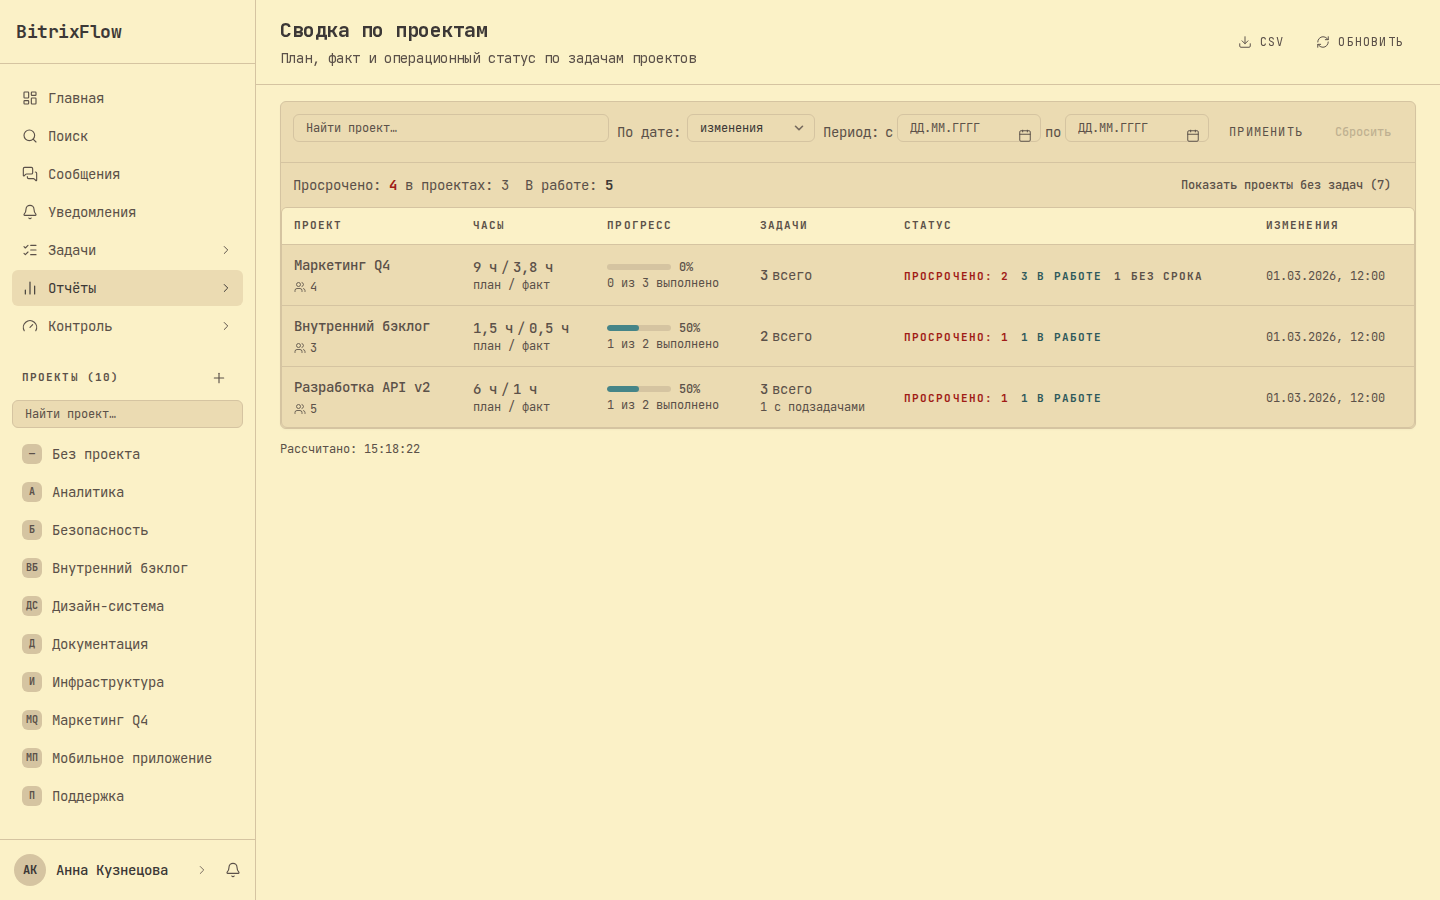 BitrixFlow
Главная
Поиск
Сообщения
Уведомления
Задачи
Отчёты
Контроль
ПРОЕКТЫ (10)
Найти проект…
— Без проекта
А Аналитика
Б Безопасность
ВБ Внутренний бэклог
ДС Дизайн-система
Д Документация
И Инфраструктура
MQ Маркетинг Q4
МП Мобильное приложение
П Поддержка
АК Анна Кузнецова
Сводка по проектам
План, факт и операционный статус по задачам проектов
CSV ОБНОВИТЬ
Найти проект… По дате: изменения Период: с ДД.ММ.ГГГГ по ДД.ММ.ГГГГ ПРИМЕНИТЬ Сбросить
Просрочено: 4 в проектах: 3 В работе: 5 Показать проекты без задач (7)
ПРОЕКТ ЧАСЫ ПРОГРЕСС ЗАДАЧИ СТАТУС ИЗМЕНЕНИЯ
Маркетинг Q4 9 ч / 3,8 ч 0% 3 всего ПРОСРОЧЕНО: 2 3 В РАБОТЕ 1 БЕЗ СРОКА 01.03.2026, 12:00
4 план / факт 0 из 3 выполнено
Внутренний бэклог 1,5 ч / 0,5 ч 50% 2 всего ПРОСРОЧЕНО: 1 1 В РАБОТЕ 01.03.2026, 12:00
3 план / факт 1 из 2 выполнено
Разработка API v2 6 ч / 1 ч 50% 3 всего ПРОСРОЧЕНО: 1 1 В РАБОТЕ 01.03.2026, 12:00
5 план / факт 1 из 2 выполнено 1 с подзадачами
Рассчитано: 15:18:22